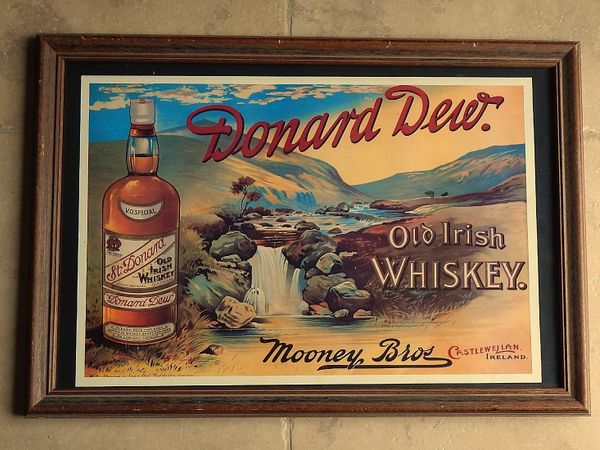 Donard Dew.
V.O. SPECIAL
St. Donard
OLD
IRISH
WHISKEY
Donard Dew
Old Irish
WHISKEY.
Mooney Bros
CASTLEWELLAN.
IRELAND.